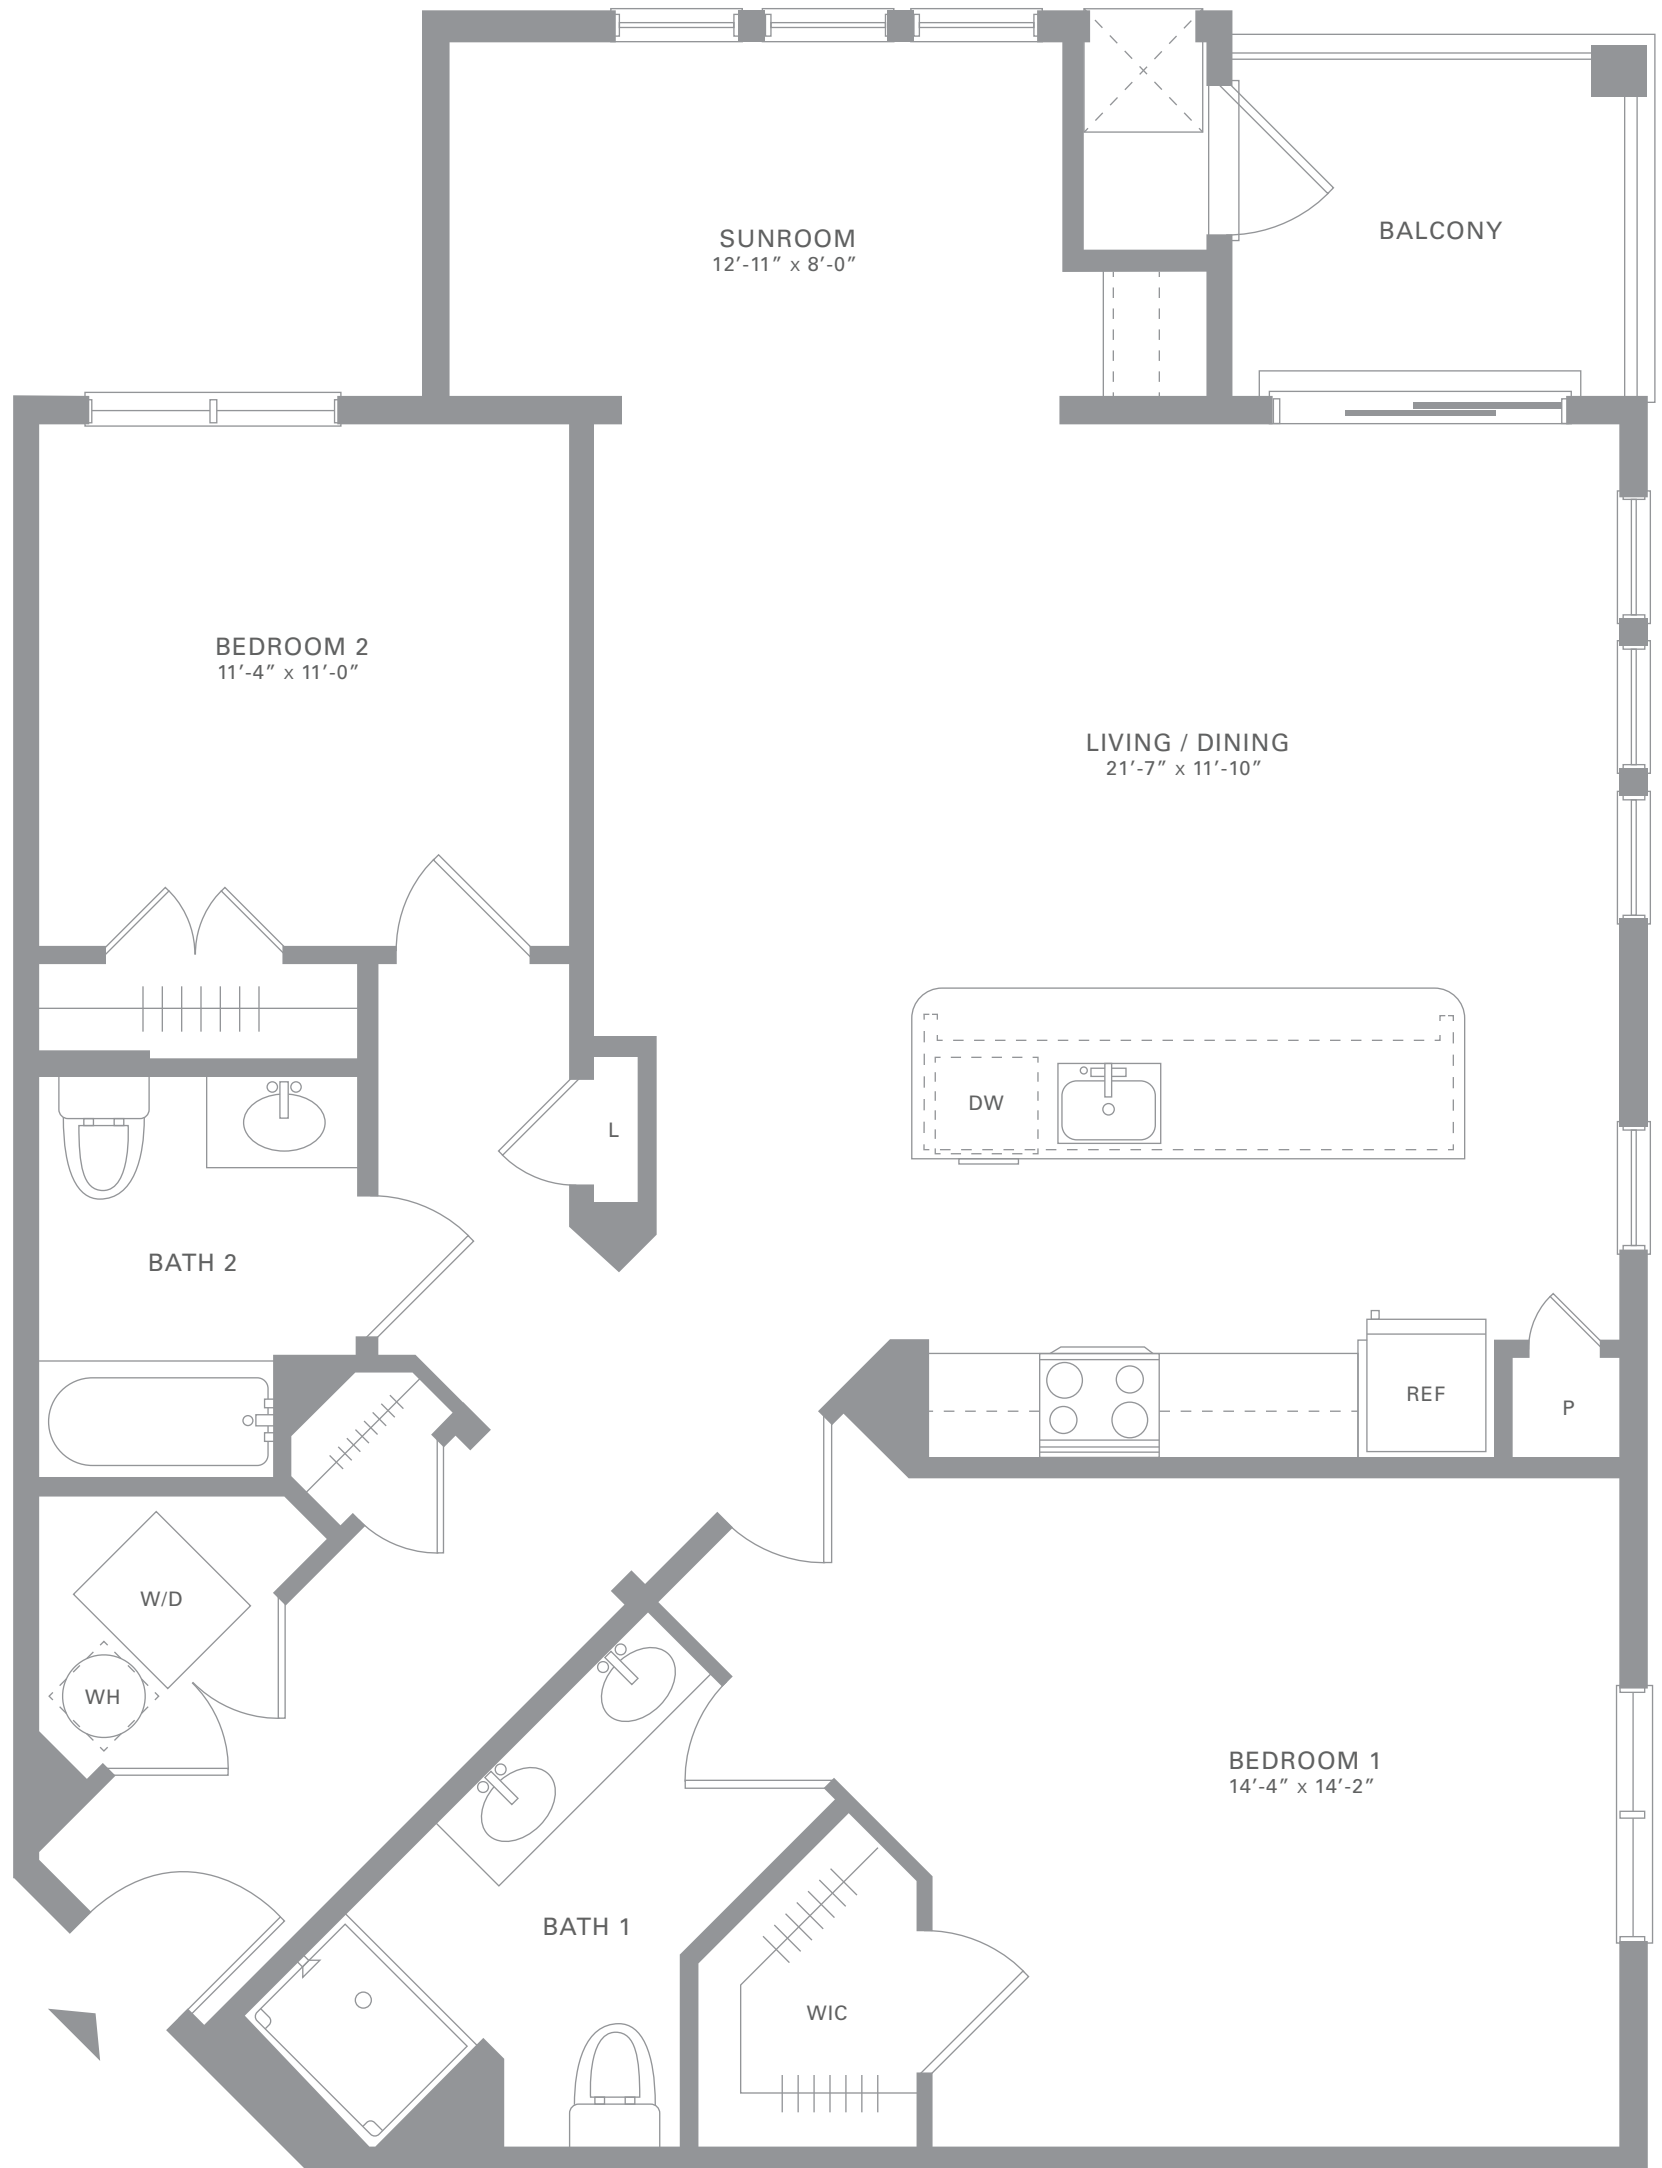 SUNROOM
12′-11″ x 8′-0″
BALCONY
BEDROOM 2
11′-4″ x 11′-0″
LIVING / DINING
21′-7″ x 11′-10″
DW
L
BATH 2
REF
P
W/D
WH
BEDROOM 1
14′-4″ x 14′-2″
BATH 1
WIC